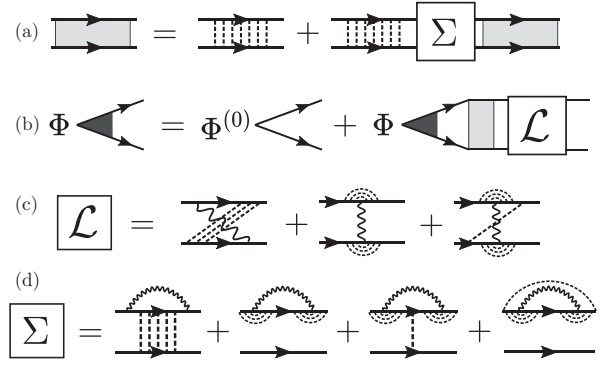 (a) = + Σ
(b) Φ = Φ(0) + Φ ℒ
(c) ℒ = + +
(d) Σ = + + +